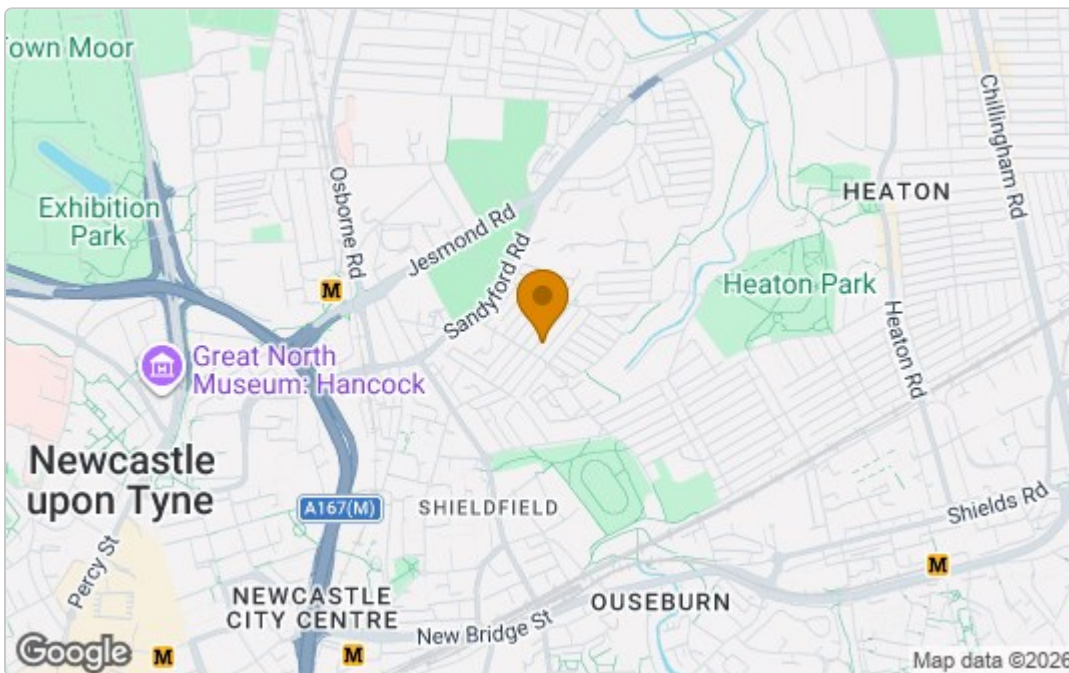 Town Moor
Exhibition
Park
Osborne Rd
Jesmond Rd
Sandyford Rd
HEATON
Chillingham Rd
Heaton Park
Heaton Rd
M
Great North
Museum: Hancock
Newcastle
upon Tyne
A167(M)
SHIELDFIELD
Shields Rd
Percy St
M
NEWCASTLE
CITY CENTRE
OUSEBURN
New Bridge St
M
M
Google
Map data ©2026